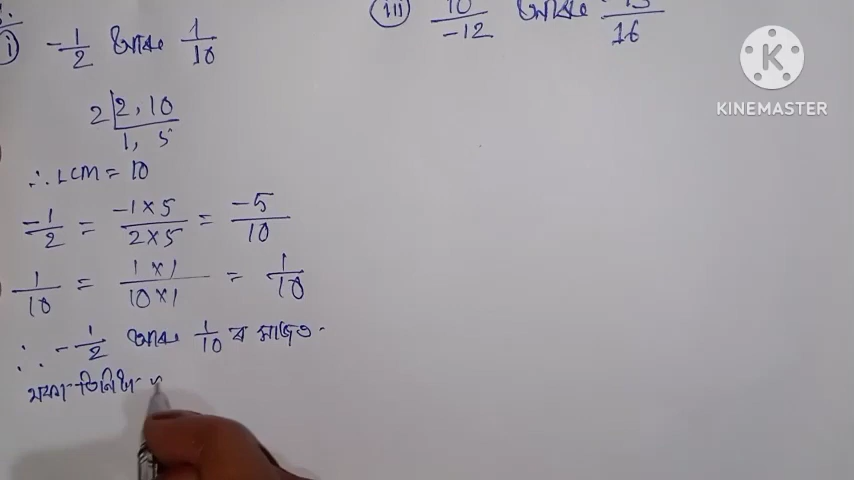 (i) -1/2 আৰু 1/10
2 | 2, 10
1, 5
∴ LCM = 10
-1/2 = -1×5/2×5 = -5/10
1/10 = 1×1/10×1 = 1/10
∴ -1/2 আৰু 1/10 ৰ মাজত
থকা তিনিটা
(iii) 10/-12 আৰু /16
KINEMASTER